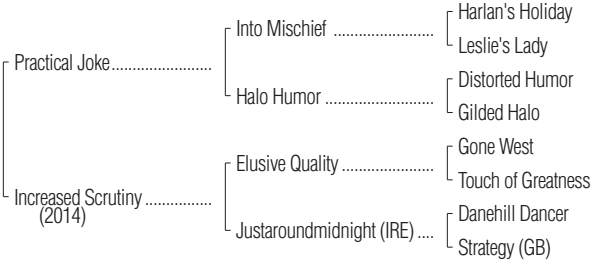 Harlan's Holiday
Into Mischief ........................
Leslie's Lady
Practical Joke........................
Distorted Humor
Halo Humor ..........................
Gilded Halo
Gone West
Elusive Quality ......................
Touch of Greatness
Increased Scrutiny ................
(2014)
Danehill Dancer
Justaroundmidnight (IRE) ....
Strategy (GB)